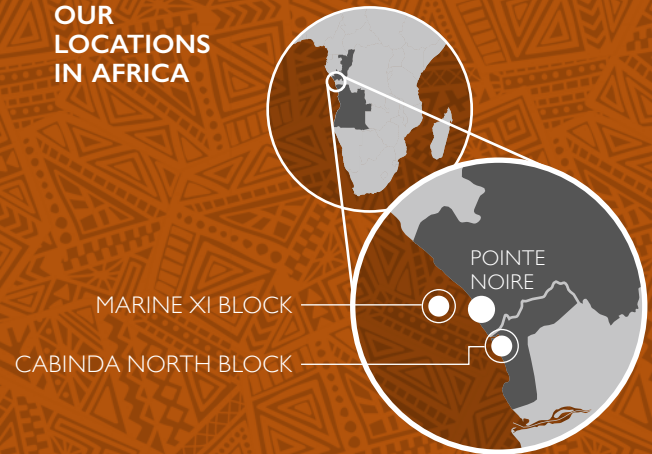 OUR
LOCATIONS
IN AFRICA
POINTE
NOIRE
MARINE XI BLOCK
CABINDA NORTH BLOCK